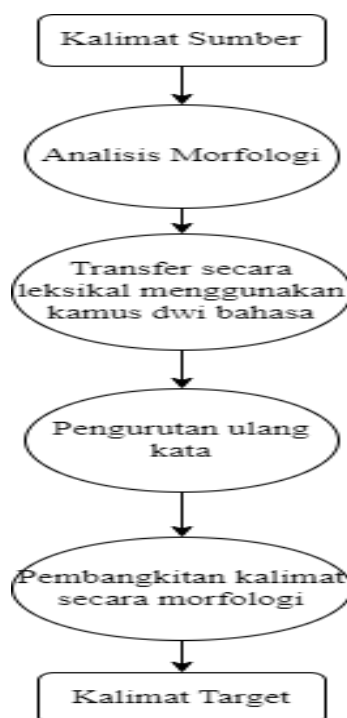 Kalimat Sumber
Analisis Morfologi
Transfer secara
leksikal menggunakan
kamus dwi bahasa
Pengurutan ulang
kata
Pembangkitan kalimat
secara morfologi
Kalimat Target